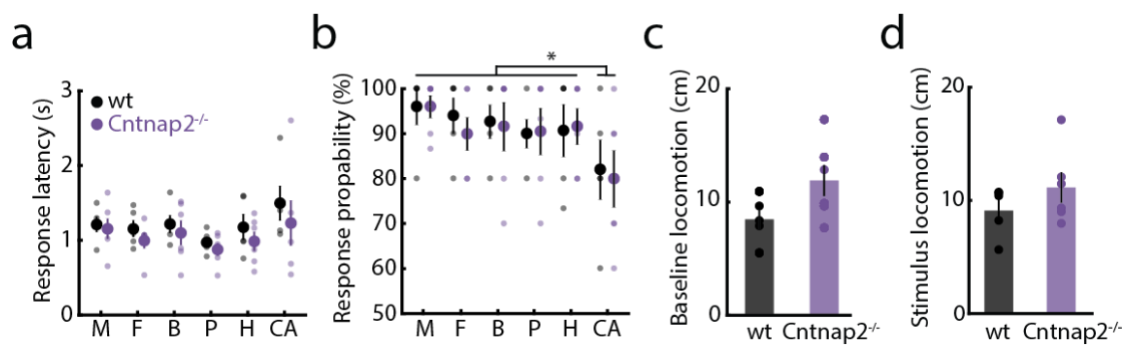 a
b
c
d
Response latency (s)
3
2
1
0
wt
Cntnap2-/-
M F B P H CA
Response propability (%)
100
90
80
70
60
50
*
M F B P H CA
Baseline locomotion (cm)
20
10
0
wt Cntnap2-/-
Stimulus locomotion (cm)
20
10
0
wt Cntnap2-/-